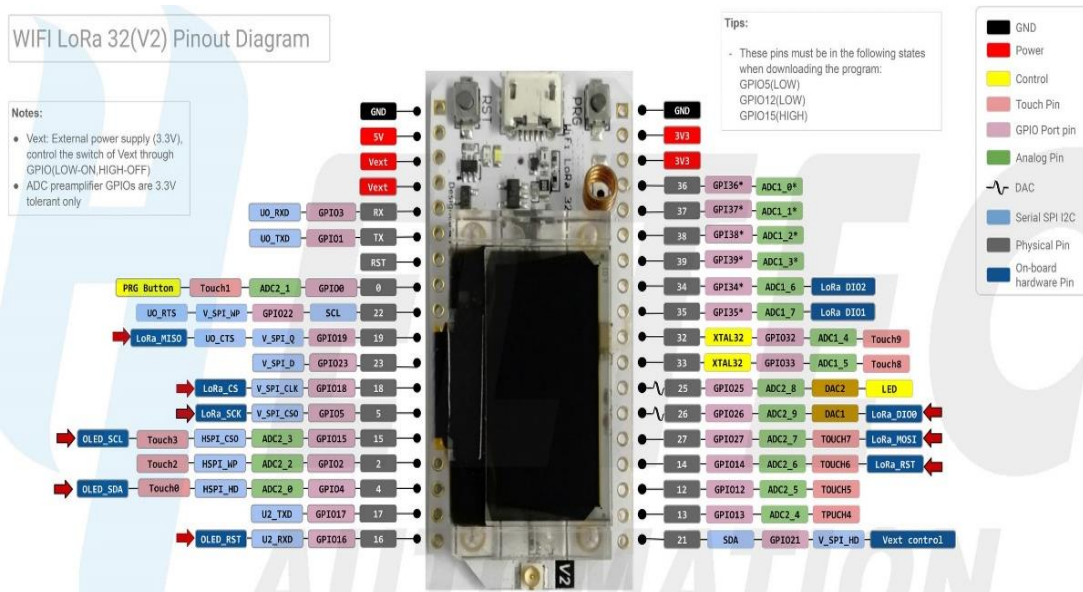 WIFI LoRa 32(V2) Pinout Diagram
Notes:
• Vext: External power supply (3.3V),
control the switch of Vext through
GPIO(LOW-ON,HIGH-OFF)
• ADC preamplifier GPIOs are 3.3V
tolerant only
Tips:
- These pins must be in the following states
when downloading the program:
GPIO5(LOW)
GPIO12(LOW)
GPIO15(HIGH)
GND
Power
Control
Touch Pin
GPIO Port pin
Analog Pin
DAC
Serial SPI I2C
Physical Pin
On-board
hardware Pin
GND
5V
Vext
Vext
UO_RXD GPIO3 RX
UO_TXD GPIO1 TX
RST
PRG Button Touch1 ADC2_1 GPIO0 0
UO_RTS V_SPI_WP GPIO22 SCL 22
LoRa_MISO UO_CTS V_SPI_Q GPIO19 19
V_SPI_D GPIO23 23
LoRa_CS V_SPI_CLK GPIO18 18
LoRa_SCK V_SPI_CSO GPIO5 5
OLED_SCL Touch3 HSPI_CSO ADC2_3 GPIO15 15
Touch2 HSPI_WP ADC2_2 GPIO2 2
OLED_SDA Touch0 HSPI_HD ADC2_0 GPIO4 4
U2_TXD GPIO17 17
OLED_RST U2_RXD GPIO16 16
RST
PRG
WiFi LoRa 32
V2
GND
3V3
3V3
36 GPI36* ADC1_0*
37 GPI37* ADC1_1*
38 GPI38* ADC1_2*
39 GPI39* ADC1_3*
34 GPI34* ADC1_6 LoRa DIO2
35 GPI35* ADC1_7 LoRa DIO1
32 XTAL32 GPIO32 ADC1_4 Touch9
33 XTAL32 GPIO33 ADC1_5 Touch8
25 GPIO25 ADC2_8 DAC2 LED
26 GPIO26 ADC2_9 DAC1 LoRa_DIO0
27 GPIO27 ADC2_7 TOUCH7 LoRa_MOSI
14 GPIO14 ADC2_6 TOUCH6 LoRa_RST
12 GPIO12 ADC2_5 TOUCH5
13 GPIO13 ADC2_4 TPUCH4
21 SDA GPIO21 V_SPI_HD Vext control
AUTOMATION